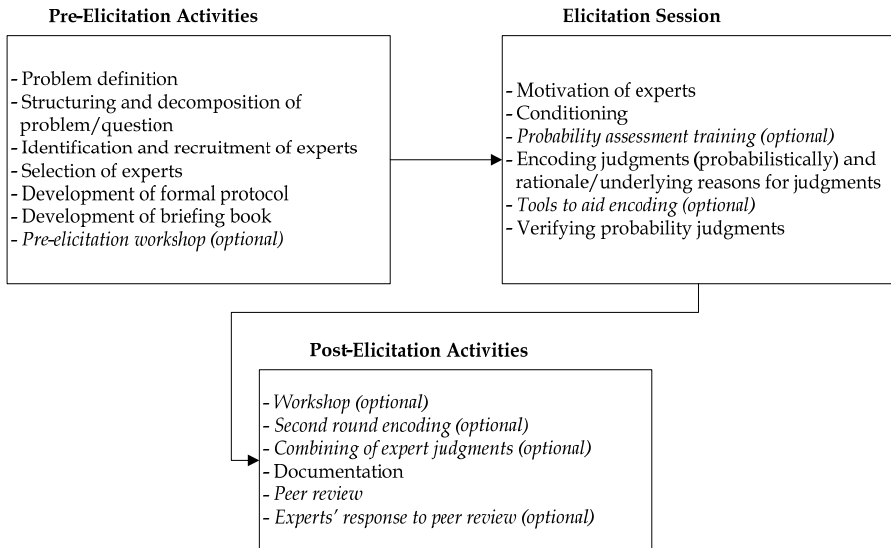 Pre-Elicitation Activities
- Problem definition
- Structuring and decomposition of
problem/question
- Identification and recruitment of experts
- Selection of experts
- Development of formal protocol
- Development of briefing book
- Pre-elicitation workshop (optional)
Elicitation Session
- Motivation of experts
- Conditioning
- Probability assessment training (optional)
- Encoding judgments (probabilistically) and
rationale/underlying reasons for judgments
- Tools to aid encoding (optional)
- Verifying probability judgments
Post-Elicitation Activities
- Workshop (optional)
- Second round encoding (optional)
- Combining of expert judgments (optional)
- Documentation
- Peer review
- Experts' response to peer review (optional)